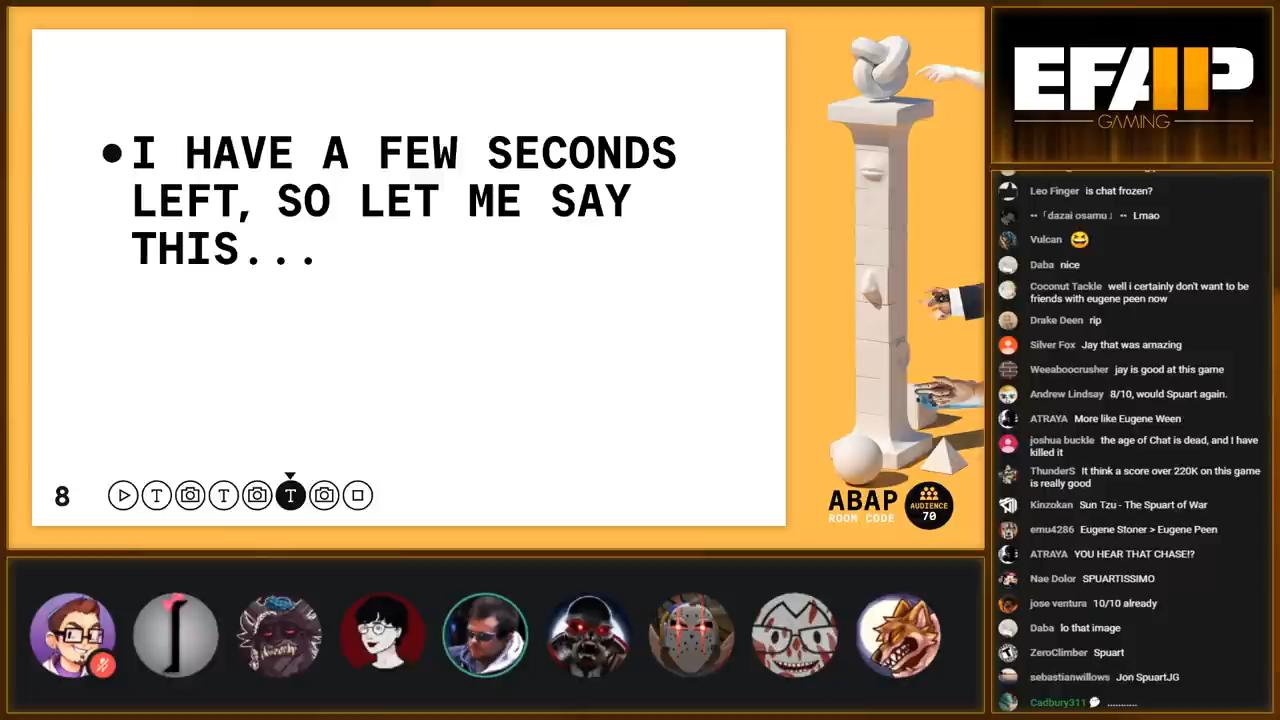 I HAVE A FEW SECONDS
LEFT, SO LET ME SAY
THIS...
8
T
T
T
ABAP
ROOM CODE
AUDIENCE
70
EFAP
GAMING
Leo Finger is chat frozen?
••「dazai osamu」•• Lmao
Vulcan 😆
Daba nice
Coconut Tackle well i certainly don't want to be
friends with eugene peen now
Drake Deen rip
Silver Fox Jay that was amazing
Weeaboocrusher jay is good at this game
Andrew Lindsay 8/10, would Spuart again.
ATRAYA More like Eugene Ween
joshua buckle the age of Chat is dead, and I have
killed it
ThunderS It think a score over 220K on this game
is really good
Kinzokan Sun Tzu - The Spuart of War
emu4286 Eugene Stoner > Eugene Peen
ATRAYA YOU HEAR THAT CHASE!?
Nae Dolor SPUARTISSIMO
jose ventura 10/10 already
Daba lo that image
ZeroClimber Spuart
sebastianwillows Jon SpuartJG
Cadbury311 ............